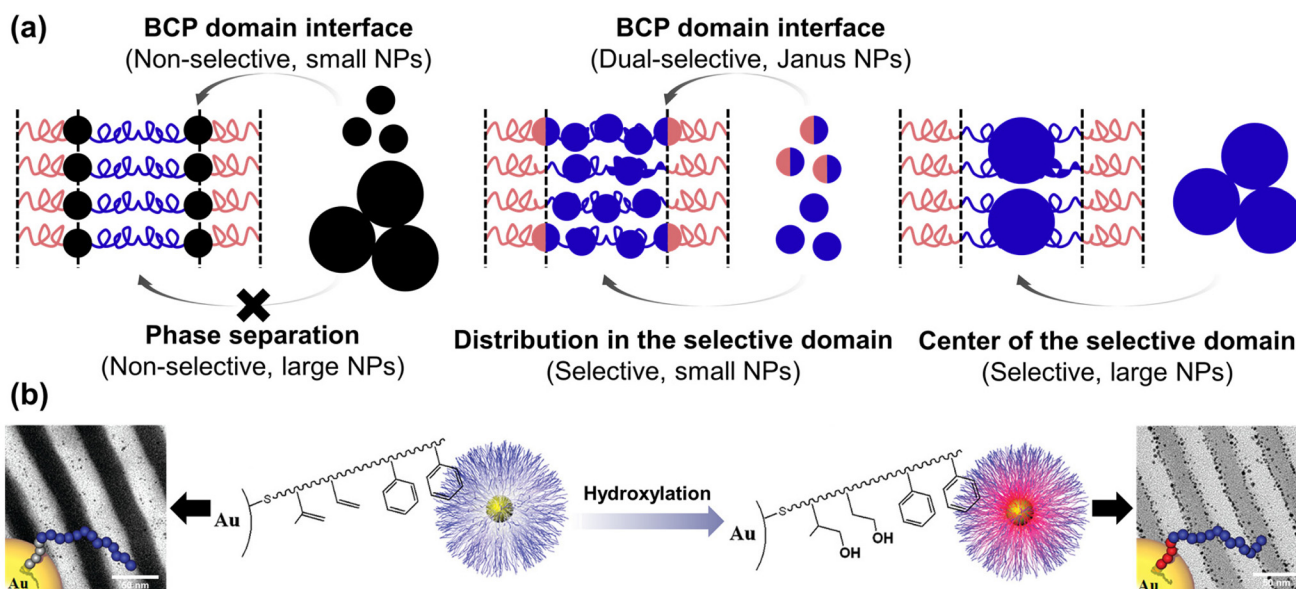 (a)
BCP domain interface
(Non-selective, small NPs)
BCP domain interface
(Dual-selective, Janus NPs)
Phase separation
(Non-selective, large NPs)
Distribution in the selective domain
(Selective, small NPs)
Center of the selective domain
(Selective, large NPs)
(b)
Au
50 nm
S
Au
Hydroxylation
S
Au
OH
OH
Au
50 nm